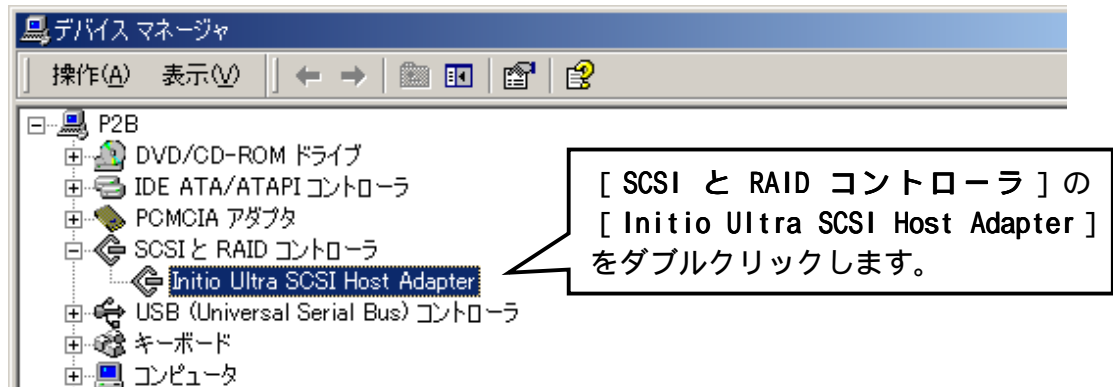 デバイス マネージャ
操作(A) 表示(V)
P2B
DVD/CD-ROM ドライブ
IDE ATA/ATAPI コントローラ
PCMCIA アダプタ
SCSI と RAID コントローラ
Initio Ultra SCSI Host Adapter
USB (Universal Serial Bus) コントローラ
キーボード
コンピュータ
[ SCSI と RAID コントローラ ] の
[ Initio Ultra SCSI Host Adapter ]
をダブルクリックします。